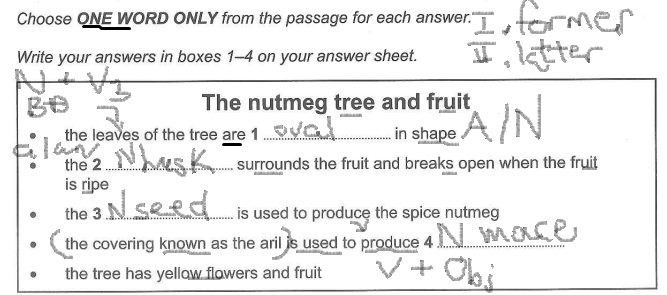 Choose ONE WORD ONLY from the passage for each answer. I, former
Write your answers in boxes 1–4 on your answer sheet. II, letter
N + V3
The nutmeg tree and fruit
• the leaves of the tree are 1 oval in shape A/N
• the 2 N husk surrounds the fruit and breaks open when the fruit
is ripe
• the 3 N seed is used to produce the spice nutmeg
• (the covering known as the aril) is used to produce 4 N mace
• the tree has yellow flowers and fruit V + Obj